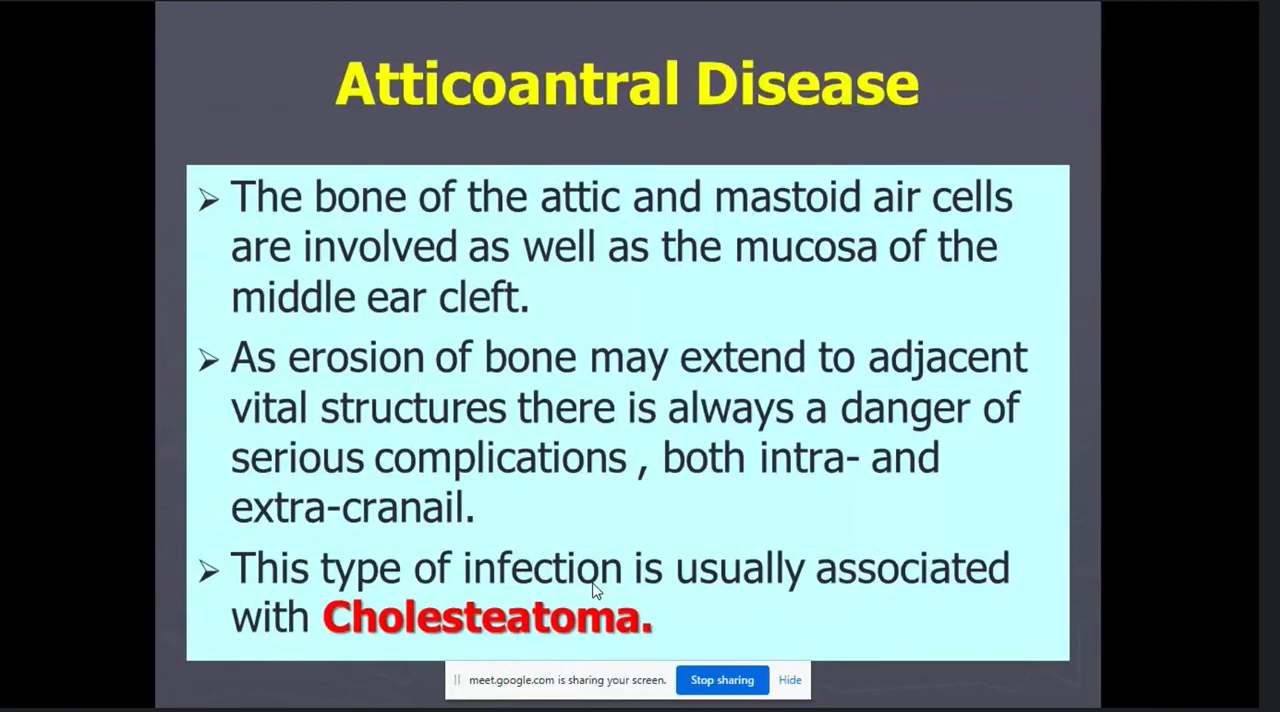 Atticoantral Disease
➢ The bone of the attic and mastoid air cells
are involved as well as the mucosa of the
middle ear cleft.
➢ As erosion of bone may extend to adjacent
vital structures there is always a danger of
serious complications , both intra- and
extra-cranail.
➢ This type of infection is usually associated
with Cholesteatoma.
meet.google.com is sharing your screen. Stop sharing Hide